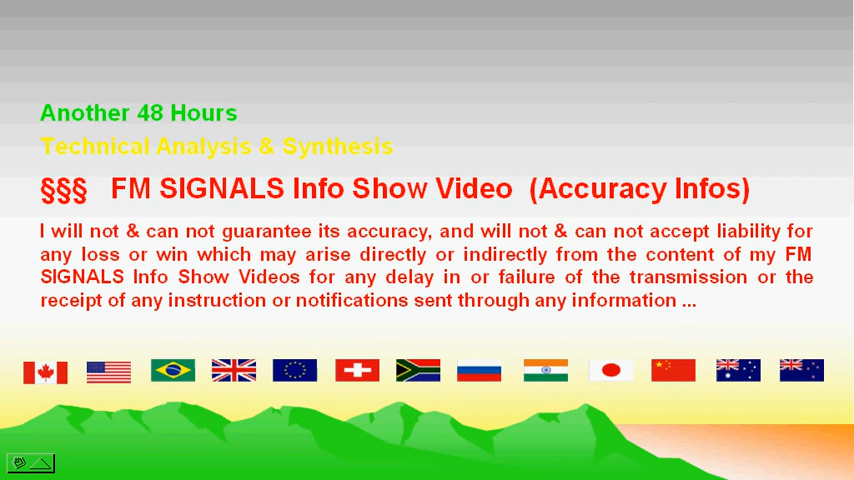 Another 48 Hours
Technical Analysis & Synthesis
§§§ FM SIGNALS Info Show Video (Accuracy Infos)
I will not & can not guarantee its accuracy, and will not & can not accept liability for
any loss or win which may arise directly or indirectly from the content of my FM
SIGNALS Info Show Videos for any delay in or failure of the transmission or the
receipt of any instruction or notifications sent through any information ...